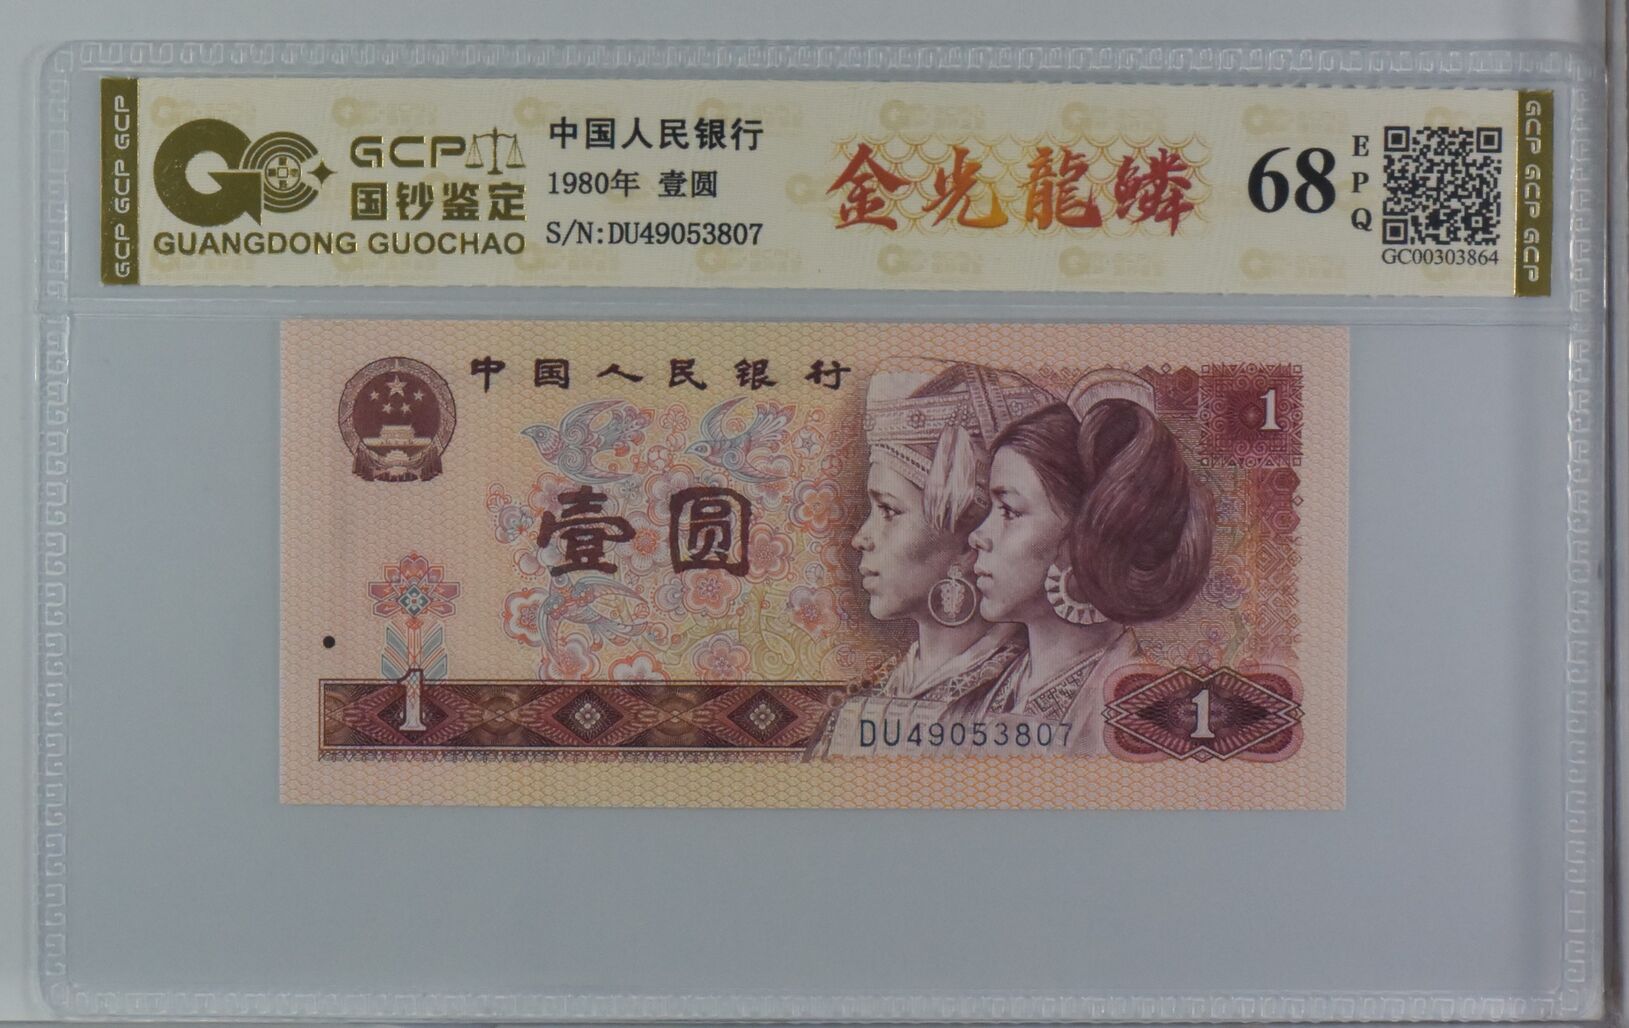 GCP GCP GCP
GCP
国钞鉴定
GUANGDONG GUOCHAO
中国人民银行
1980年 壹圆
S/N:DU49053807
金光龍鱗
68
EPQ
GC00303864
GCP GCP GCP
中国人民银行
1
壹圆
1
DU49053807
1